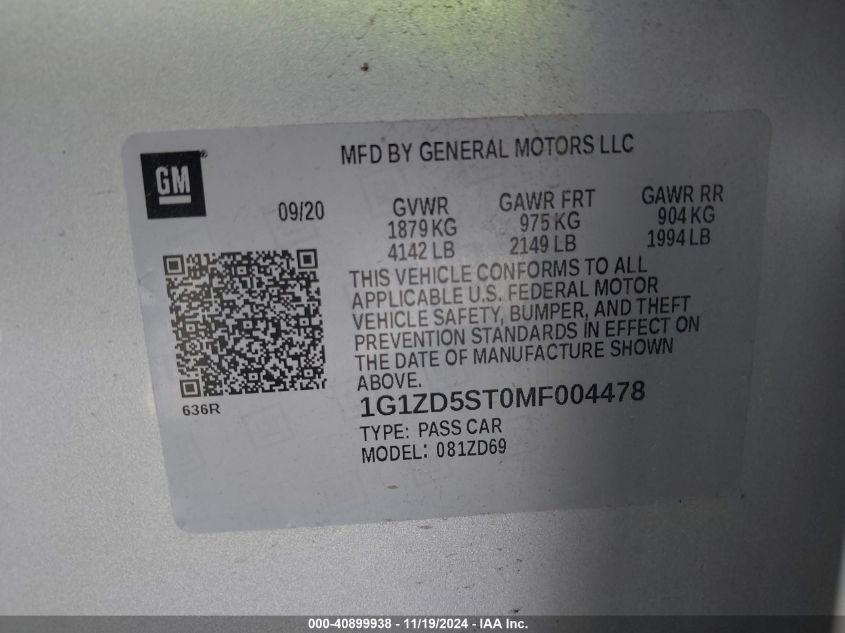 GM®
MFD BY GENERAL MOTORS LLC
09/20
GVWR
1879 KG
4142 LB
GAWR FRT
975 KG
2149 LB
GAWR RR
904 KG
1994 LB
THIS VEHICLE CONFORMS TO ALL
APPLICABLE U.S. FEDERAL MOTOR
VEHICLE SAFETY, BUMPER, AND THEFT
PREVENTION STANDARDS IN EFFECT ON
THE DATE OF MANUFACTURE SHOWN
ABOVE.
636R
1G1ZD5ST0MF004478
TYPE: PASS CAR
MODEL: 081ZD69
000-40899938 - 11/19/2024 - IAA Inc.